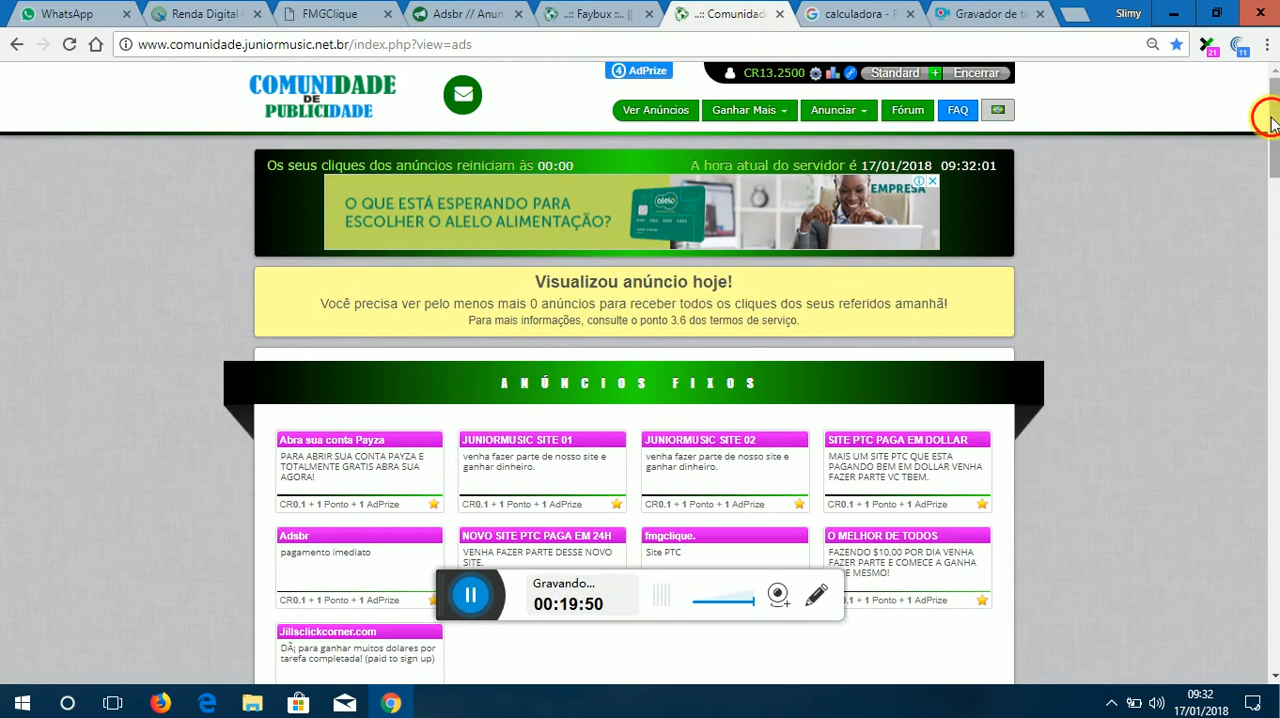 WhatsApp
Renda Digital
FMGClique
Adsbr // Anun
..:: Faybux ::.. ||
..:: Comunidad
calculadora - P
Gravador de te
Slimy
www.comunidade.juniormusic.net.br/index.php?view=ads
21
11
COMUNIDADE
DE
PUBLICIDADE
4 AdPrize
CR13.2500
Standard
+
Encerrar
Ver Anúncios
Ganhar Mais
Anunciar
Fórum
FAQ
Os seus cliques dos anúncios reiniciam às 00:00
A hora atual do servidor é 17/01/2018 09:32:01
O QUE ESTÁ ESPERANDO PARA
ESCOLHER O ALELO ALIMENTAÇÃO?
alelo
EMPRESA
Visualizou anúncio hoje!
Você precisa ver pelo menos mais 0 anúncios para receber todos os cliques dos seus referidos amanhã!
Para mais informações, consulte o ponto 3.6 dos termos de serviço.
ANÚNCIOS FIXOS
Abra sua conta Payza
PARA ABRIR SUA CONTA PAYZA E
TOTALMENTE GRATIS ABRA SUA
AGORA!
CR0.1 + 1 Ponto + 1 AdPrize
JUNIORMUSIC SITE 01
venha fazer parte de nosso site e
ganhar dinheiro.
CR0.1 + 1 Ponto + 1 AdPrize
JUNIORMUSIC SITE 02
venha fazer parte de nosso site e
ganhar dinheiro.
CR0.1 + 1 Ponto + 1 AdPrize
SITE PTC PAGA EM DOLLAR
MAIS UM SITE PTC QUE ESTA
PAGANDO BEM EM DOLLAR VENHA
FAZER PARTE VC TBEM.
CR0.1 + 1 Ponto + 1 AdPrize
Adsbr
pagamento imediato
CR0.1 + 1 Ponto + 1 AdPrize
NOVO SITE PTC PAGA EM 24H
VENHA FAZER PARTE DESSE NOVO
SITE.
fmgclique.
Site PTC
O MELHOR DE TODOS
FAZENDO $10,00 POR DIA VENHA
FAZER PARTE E COMECE A GANHA
CE MESMO!
CR0.1 + 1 Ponto + 1 AdPrize
Gravando...
00:19:50
Jillsclickcorner.com
DÃ¡ para ganhar muitos dolares por
tarefa completada! (paid to sign up)
09:32
17/01/2018